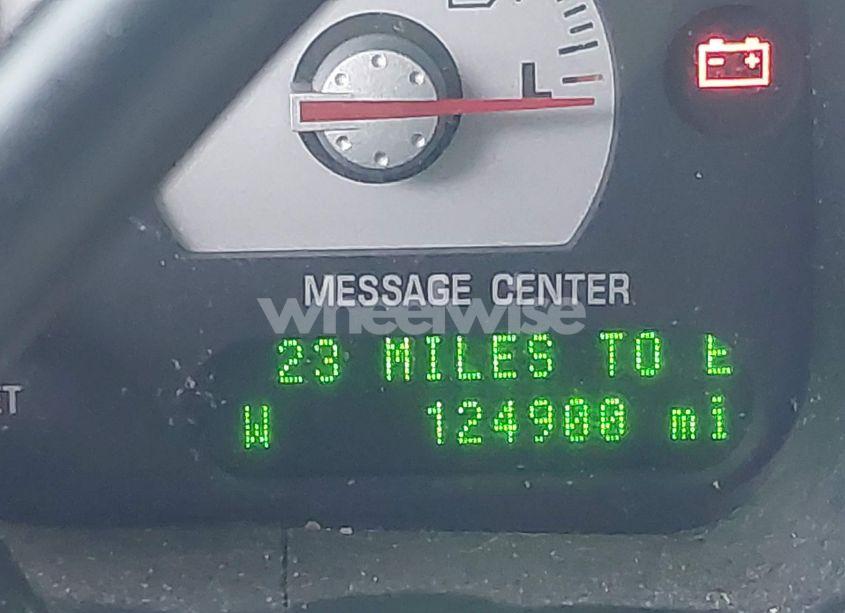 L
MESSAGE CENTER
wheelwise
23 MILES TO E
W 124900 mi